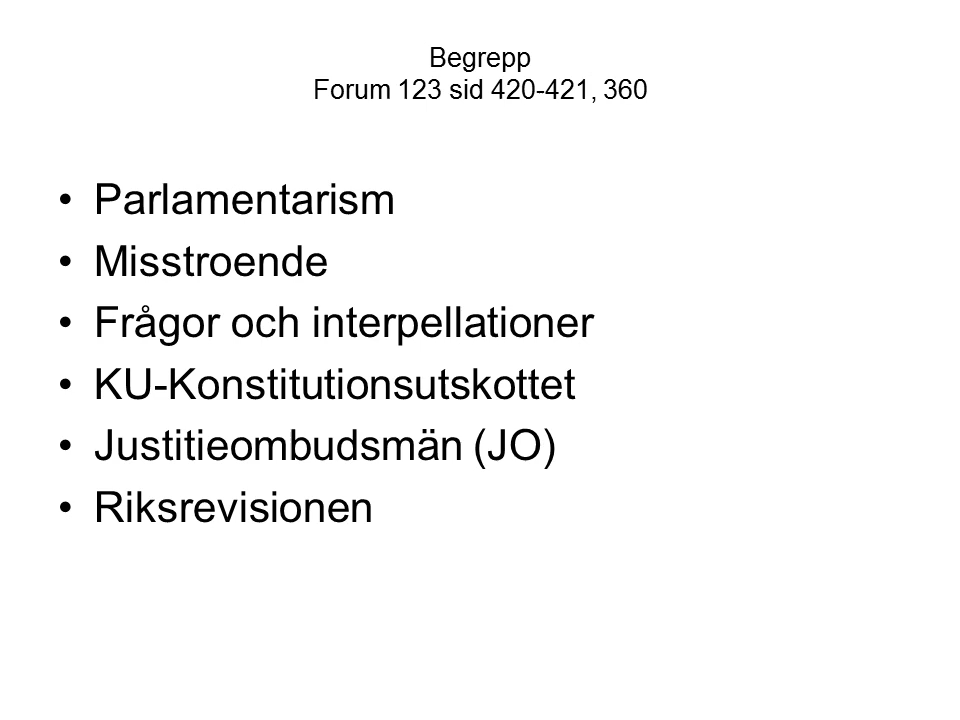 Begrepp
Forum 123 sid 420-421, 360
• Parlamentarism
• Misstroende
• Frågor och interpellationer
• KU-Konstitutionsutskottet
• Justitieombudsmän (JO)
• Riksrevisionen